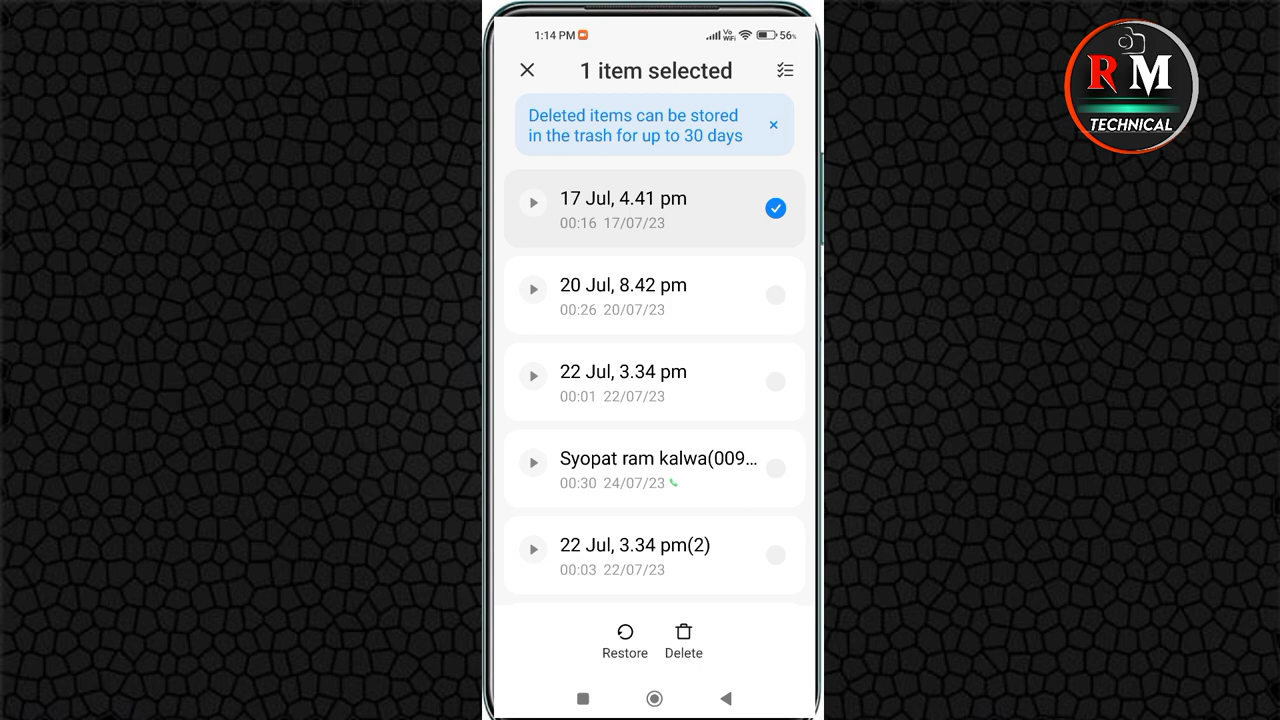 1:14 PM
Vo
WiFi
56%
1 item selected
Deleted items can be stored
in the trash for up to 30 days
17 Jul, 4.41 pm
00:16 17/07/23
20 Jul, 8.42 pm
00:26 20/07/23
22 Jul, 3.34 pm
00:01 22/07/23
Syopat ram kalwa(009...
00:30 24/07/23
22 Jul, 3.34 pm(2)
00:03 22/07/23
Restore
Delete
R M
TECHNICAL